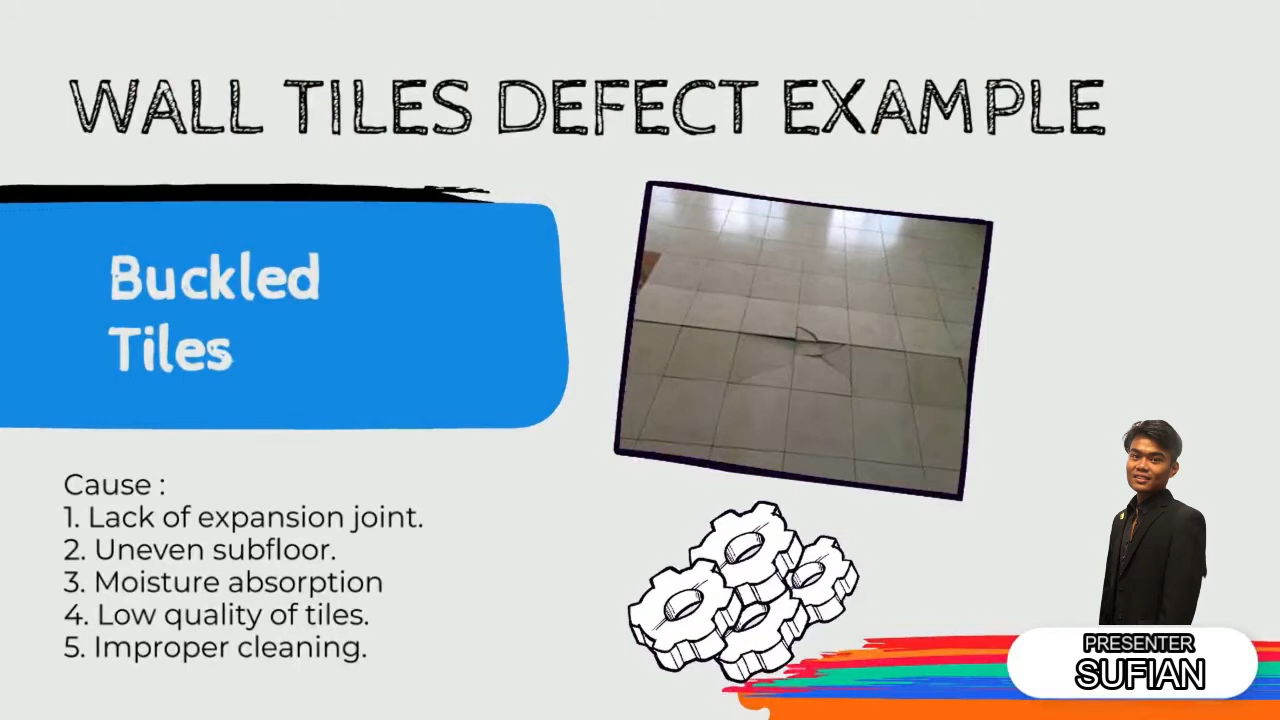 WALL TILES DEFECT EXAMPLE
Buckled
Tiles
Cause :
1. Lack of expansion joint.
2. Uneven subfloor.
3. Moisture absorption
4. Low quality of tiles.
5. Improper cleaning.
PRESENTER
SUFIAN